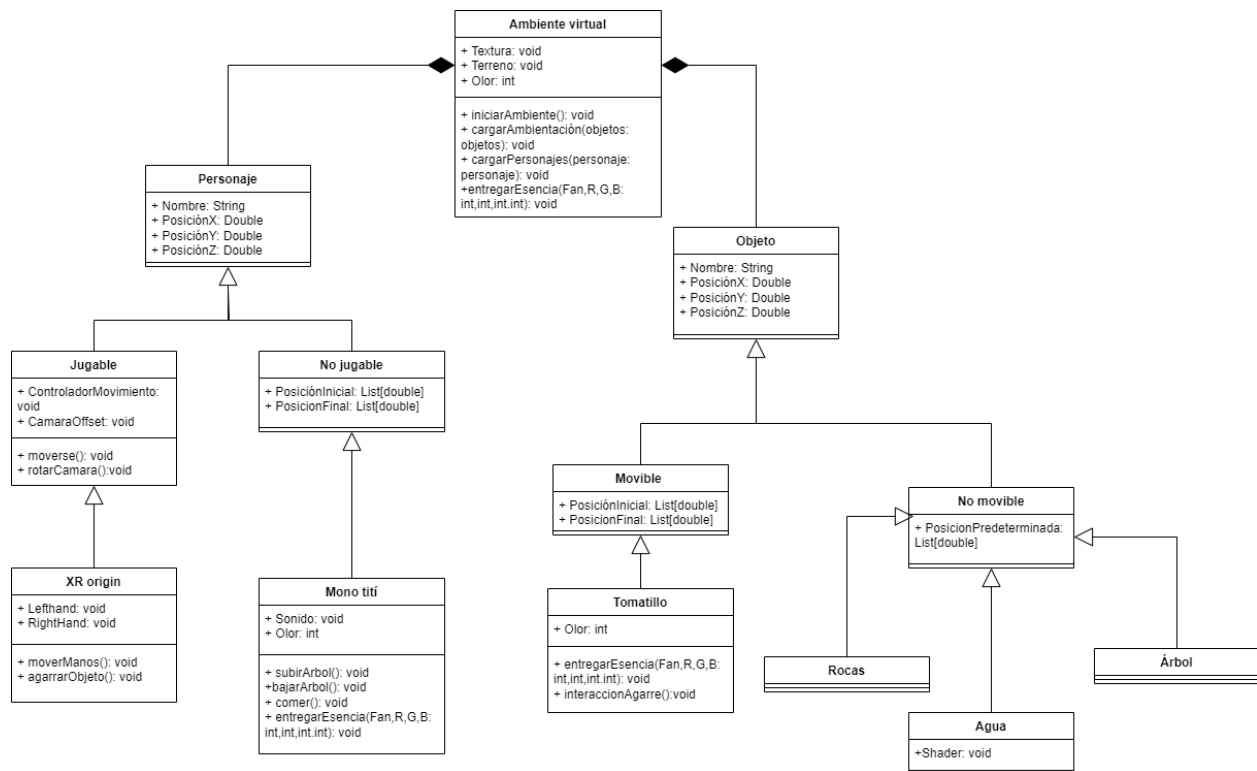 Ambiente virtual
+ Textura: void
+ Terreno: void
+ Olor: int
+ iniciarAmbiente(): void
+ cargarAmbientación(objetos:
objetos): void
+ cargarPersonajes(personaje:
personaje): void
+entregarEsencia(Fan,R,G,B:
int,int,int.int): void
Personaje
+ Nombre: String
+ PosiciónX: Double
+ PosiciónY: Double
+ PosiciónZ: Double
Objeto
+ Nombre: String
+ PosiciónX: Double
+ PosiciónY: Double
+ PosiciónZ: Double
Jugable
+ ControladorMovimiento:
void
+ CamaraOffset: void
+ moverse(): void
+ rotarCamara():void
No jugable
+ PosiciónInicial: List[double]
+ PosicionFinal: List[double]
Movible
+ PosiciónInicial: List[double]
+ PosicionFinal: List[double]
No movible
+ PosicionPredeterminada:
List[double]
XR origin
+ Lefthand: void
+ RightHand: void
+ moverManos(): void
+ agarrarObjeto(): void
Mono tití
+ Sonido: void
+ Olor: int
+ subirArbol(): void
+bajarArbol(): void
+ comer(): void
+ entregarEsencia(Fan,R,G,B:
int,int,int.int): void
Tomatillo
+ Olor: int
+ entregarEsencia(Fan,R,G,B:
int,int,int.int): void
+ interaccionAgarre():void
Rocas
Árbol
Agua
+Shader: void